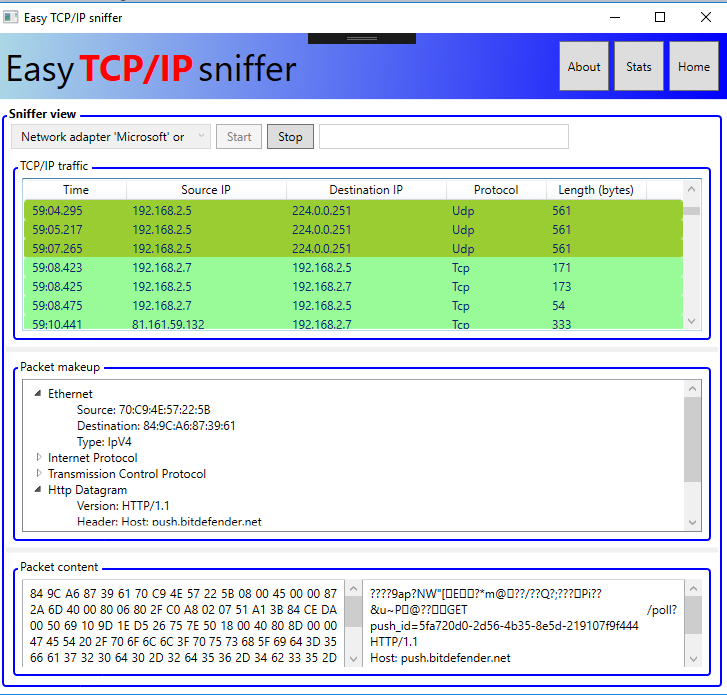 Easy TCP/IP sniffer
Easy TCP/IP sniffer
About Stats Home
Sniffer view
Network adapter 'Microsoft' or Start Stop
TCP/IP traffic
Time Source IP Destination IP Protocol Length (bytes)
59:04.295 192.168.2.5 224.0.0.251 Udp 561
59:05.217 192.168.2.5 224.0.0.251 Udp 561
59:07.265 192.168.2.5 224.0.0.251 Udp 561
59:08.423 192.168.2.7 192.168.2.5 Tcp 171
59:08.425 192.168.2.5 192.168.2.7 Tcp 173
59:08.475 192.168.2.7 192.168.2.5 Tcp 54
59:10.441 81.161.59.132 192.168.2.7 Tcp 333
Packet makeup
Ethernet
Source: 70:C9:4E:57:22:5B
Destination: 84:9C:A6:87:39:61
Type: IpV4
Internet Protocol
Transmission Control Protocol
Http Datagram
Version: HTTP/1.1
Header: Host: push.bitdefender.net
Packet content
84 9C A6 87 39 61 70 C9 4E 57 22 5B 08 00 45 00 00 87
2A 6D 40 00 80 06 80 2F C0 A8 02 07 51 A1 3B 84 CE DA
00 50 69 10 9D 1E D5 26 75 7E 50 18 00 40 80 8D 00 00
47 45 54 20 2F 70 6F 6C 6C 3F 70 75 73 68 5F 69 64 3D 35
66 61 37 32 30 64 30 2D 32 64 35 36 2D 34 62 33 35 2D
????9ap?NW"[□E□?*m@□??/??Q?;???□Pi??
&u~P□@??□□GET /poll?
push_id=5fa720d0-2d56-4b35-8e5d-219107f9f444
HTTP/1.1
Host: push.bitdefender.net